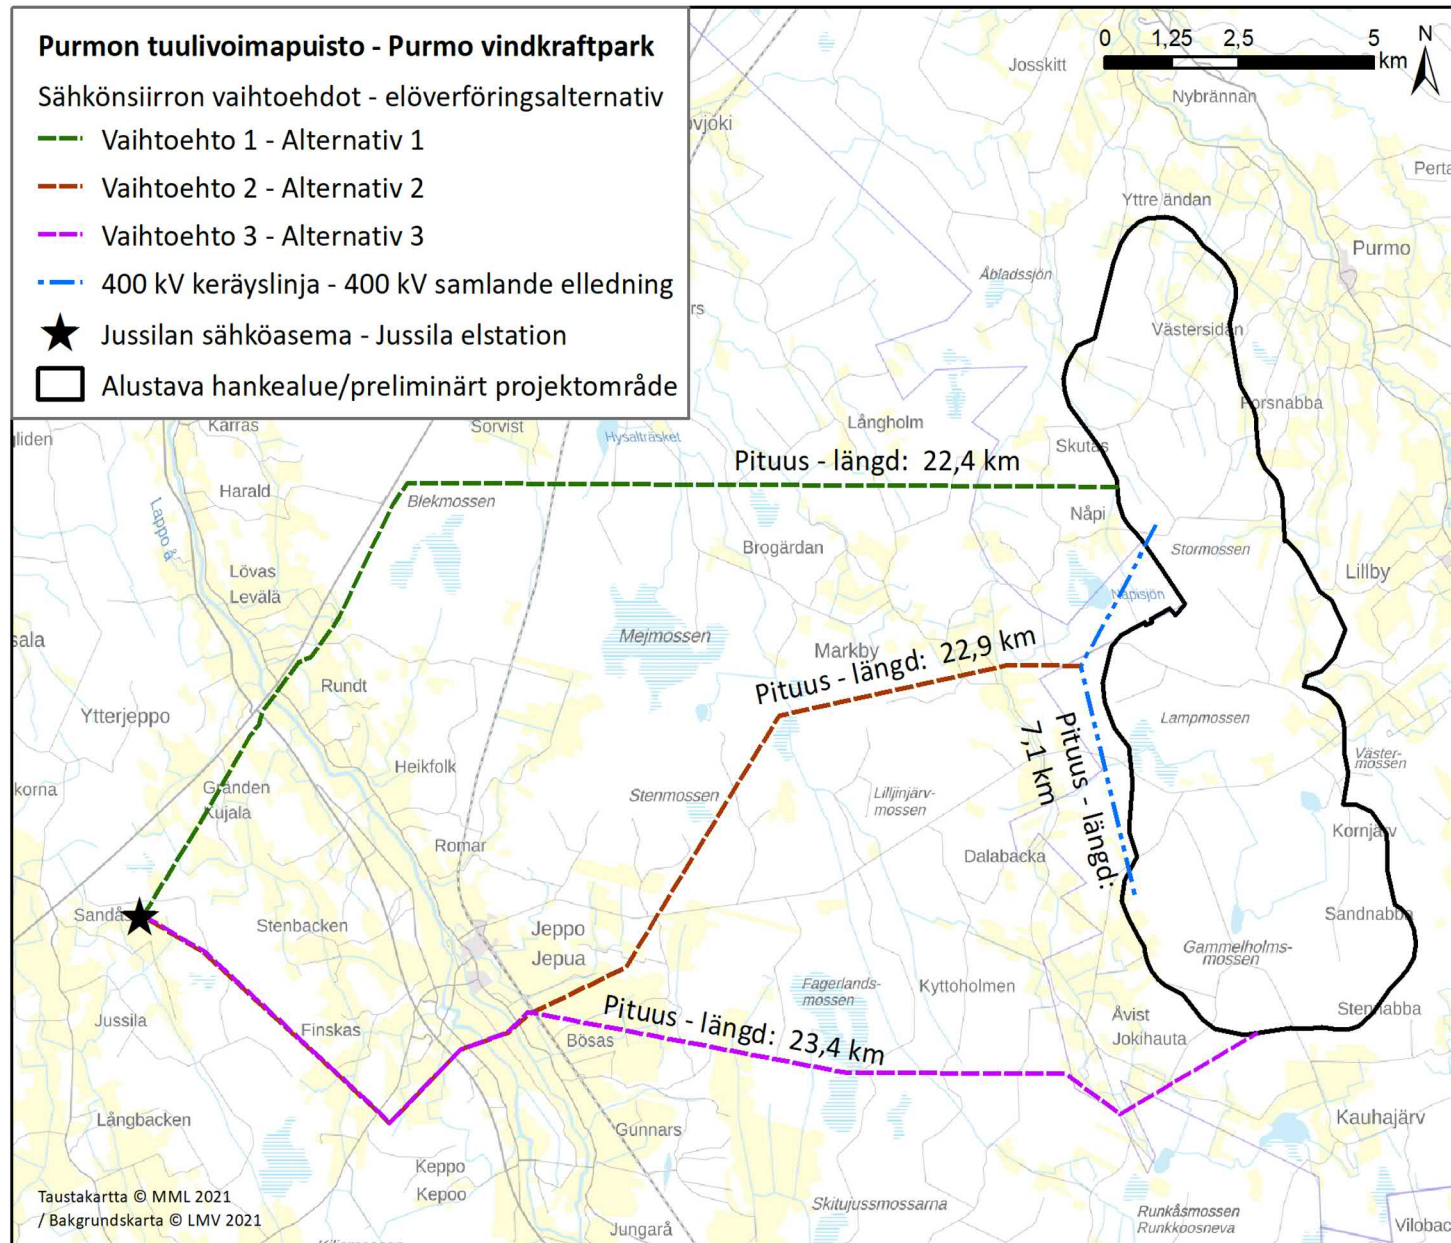 Purmon tuulivoimapuisto - Purmo vindkraftpark
Sähkönsiirron vaihtoehdot - elöverföringsalternativ
Vaihtoehto 1 - Alternativ 1
Vaihtoehto 2 - Alternativ 2
Vaihtoehto 3 - Alternativ 3
400 kV keräyslinja - 400 kV samlande elledning
Jussilan sähköasema - Jussila elstation
Alustava hankealue/preliminärt projektområde
0 1,25 2,5 5
km
N
Josskitt
Nybrännan
Yttre ändan
Purmo
Åbladssjön
Västersidan
Forsnabba
Långholm
Skutas
Karras
Sorvist
Hysalträsket
Pituus - längd: 22,4 km
Harald
Blekmossen
Lappo å
Nåpi
Brogärdan
Stormossen
Lövas
Levälä
Lillby
Nåpisjön
Mejmossen
Markby
Pituus - längd: 22,9 km
Rundt
Ytterjeppo
Lampmossen
Pituus - längd:
7,1 km
Väster-
mossen
Heikfolk
Gränden
Kujala
Stenmossen
Lilljinjärv-
mossen
Kornjärv
Romar
Dalabacka
Sandås
Stenbacken
Jeppo
Jepua
Sandnabba
Gammelholms-
mossen
Fagerlands-
mossen
Kyttoholmen
Pituus - längd: 23,4 km
Stennabba
Jussila
Finskas
Bösas
Åvist
Jokihauta
Långbacken
Gunnars
Kauhajärv
Keppo
Kepoo
Skitujussmossarna
Runkåsmossen
Runkkoosneva
Jungarå
Taustakartta © MML 2021
/ Bakgrundskarta © LMV 2021